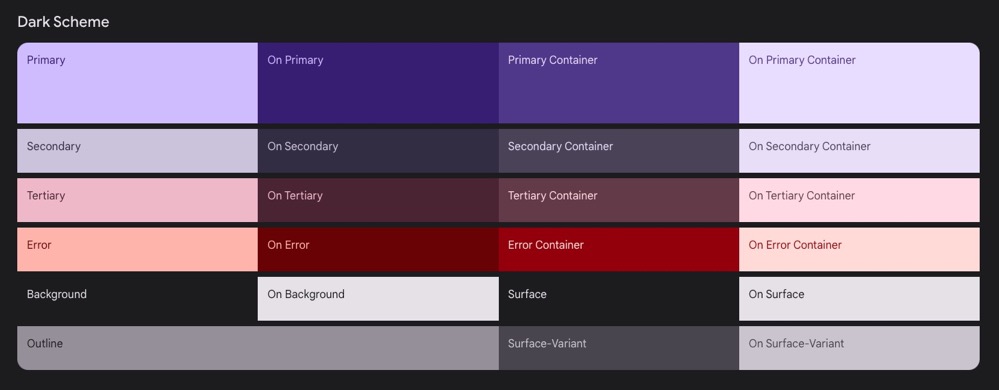 Dark Scheme
Primary
On Primary
Primary Container
On Primary Container
Secondary
On Secondary
Secondary Container
On Secondary Container
Tertiary
On Tertiary
Tertiary Container
On Tertiary Container
Error
On Error
Error Container
On Error Container
Background
On Background
Surface
On Surface
Outline
Surface-Variant
On Surface-Variant